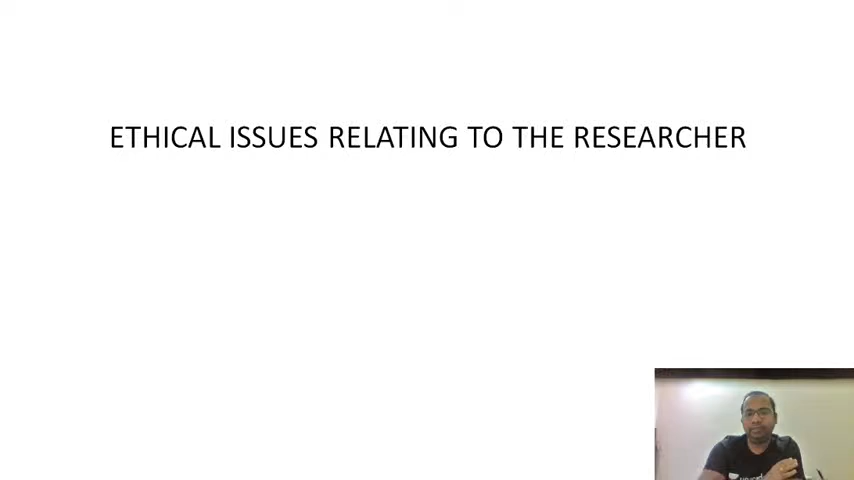 ETHICAL ISSUES RELATING TO THE RESEARCHER